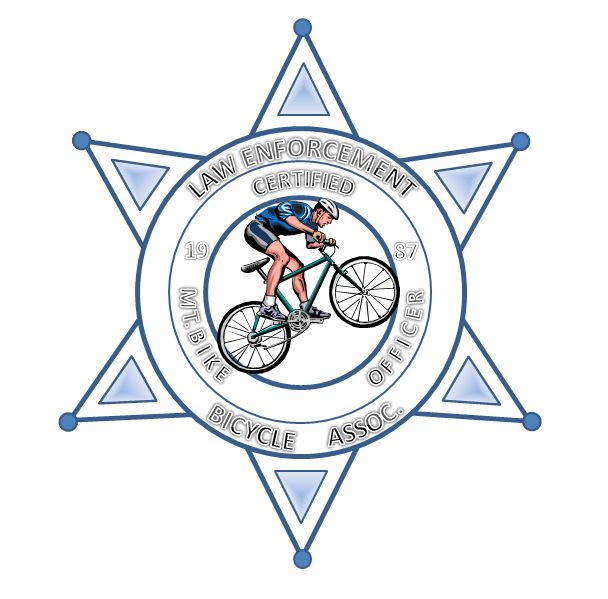 LAW ENFORCEMENT
CERTIFIED
19 87
MT.BIKE OFFICER
BICYCLE ASSOC.